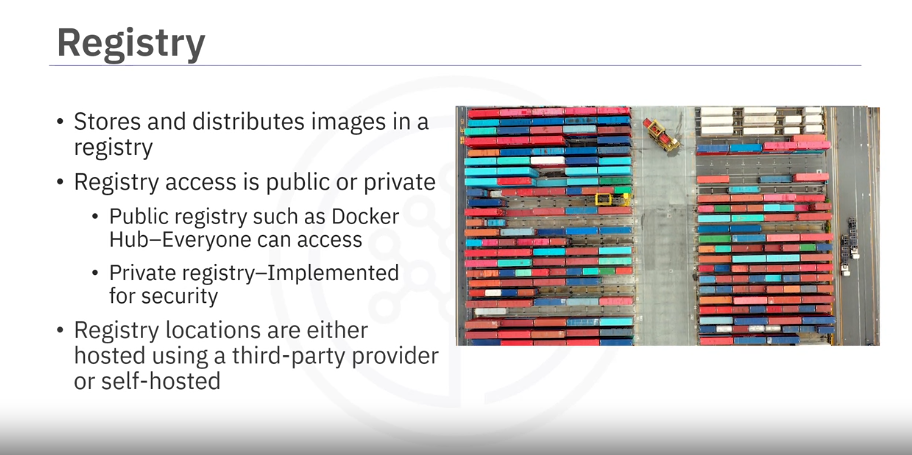 Registry
• Stores and distributes images in a
registry
• Registry access is public or private
• Public registry such as Docker
Hub–Everyone can access
• Private registry–Implemented
for security
• Registry locations are either
hosted using a third-party provider
or self-hosted